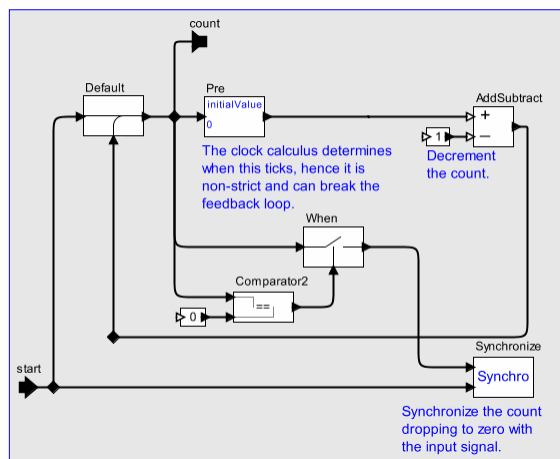 count
Default
Pre
initialValue
0
AddSubtract
+
1
−
Decrement
the count.
The clock calculus determines
when this ticks, hence it is
non-strict and can break the
feedback loop.
When
Comparator2
==
0
start
Synchronize
Synchro
Synchronize the count
dropping to zero with
the input signal.